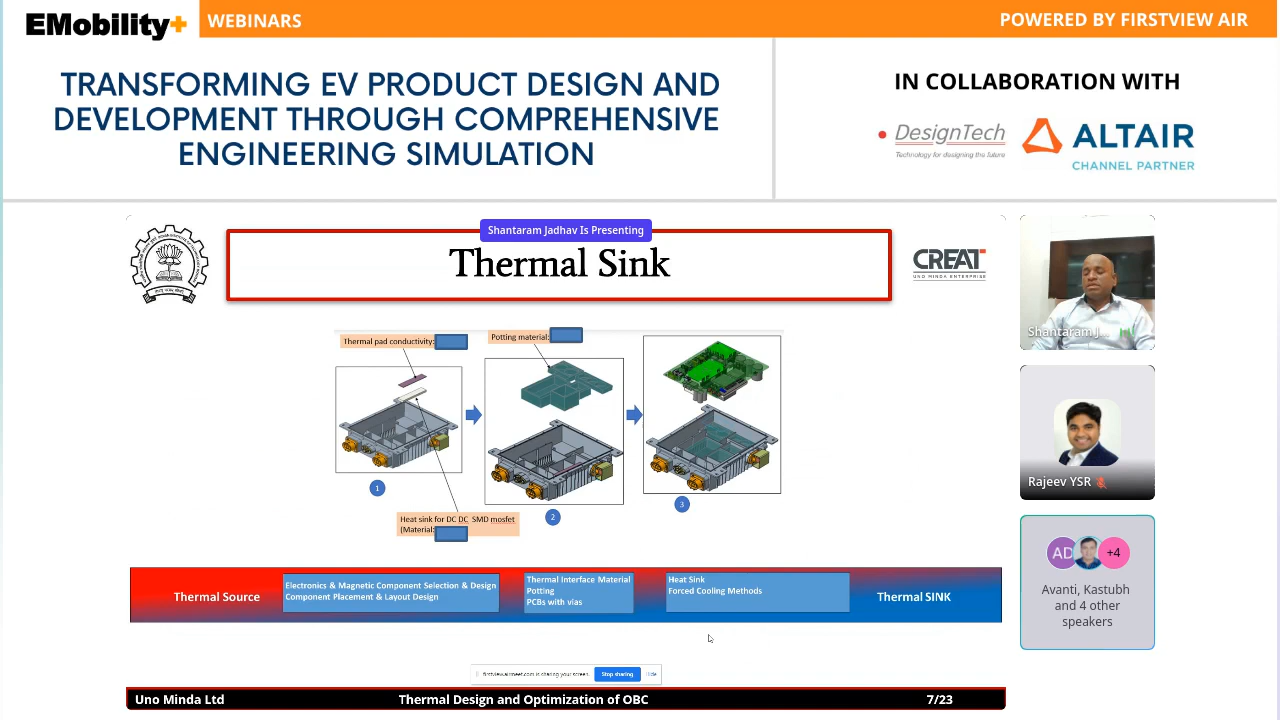 EMobility+
WEBINARS
POWERED BY FIRSTVIEW AIR
TRANSFORMING EV PRODUCT DESIGN AND
DEVELOPMENT THROUGH COMPREHENSIVE
ENGINEERING SIMULATION
IN COLLABORATION WITH
DesignTech
Technology for designing the future
ALTAIR
CHANNEL PARTNER
Shantaram Jadhav Is Presenting
Thermal Sink
CREAT
UNO MINDA ENTERPRISE
Thermal pad conductivity:
Potting material:
1
2
3
Heat sink for DC DC SMD mosfet
(Material:
Thermal Source
Electronics & Magnetic Component Selection & Design
Component Placement & Layout Design
Thermal Interface Material
Potting
PCBs with vias
Heat Sink
Forced Cooling Methods
Thermal SINK
firstview.airmeet.com is sharing your screen.
Stop sharing
Hide
Uno Minda Ltd
Thermal Design and Optimization of OBC
7/23
Shantaram J...
Rajeev YSR
AD
+4
Avanti, Kastubh
and 4 other
speakers